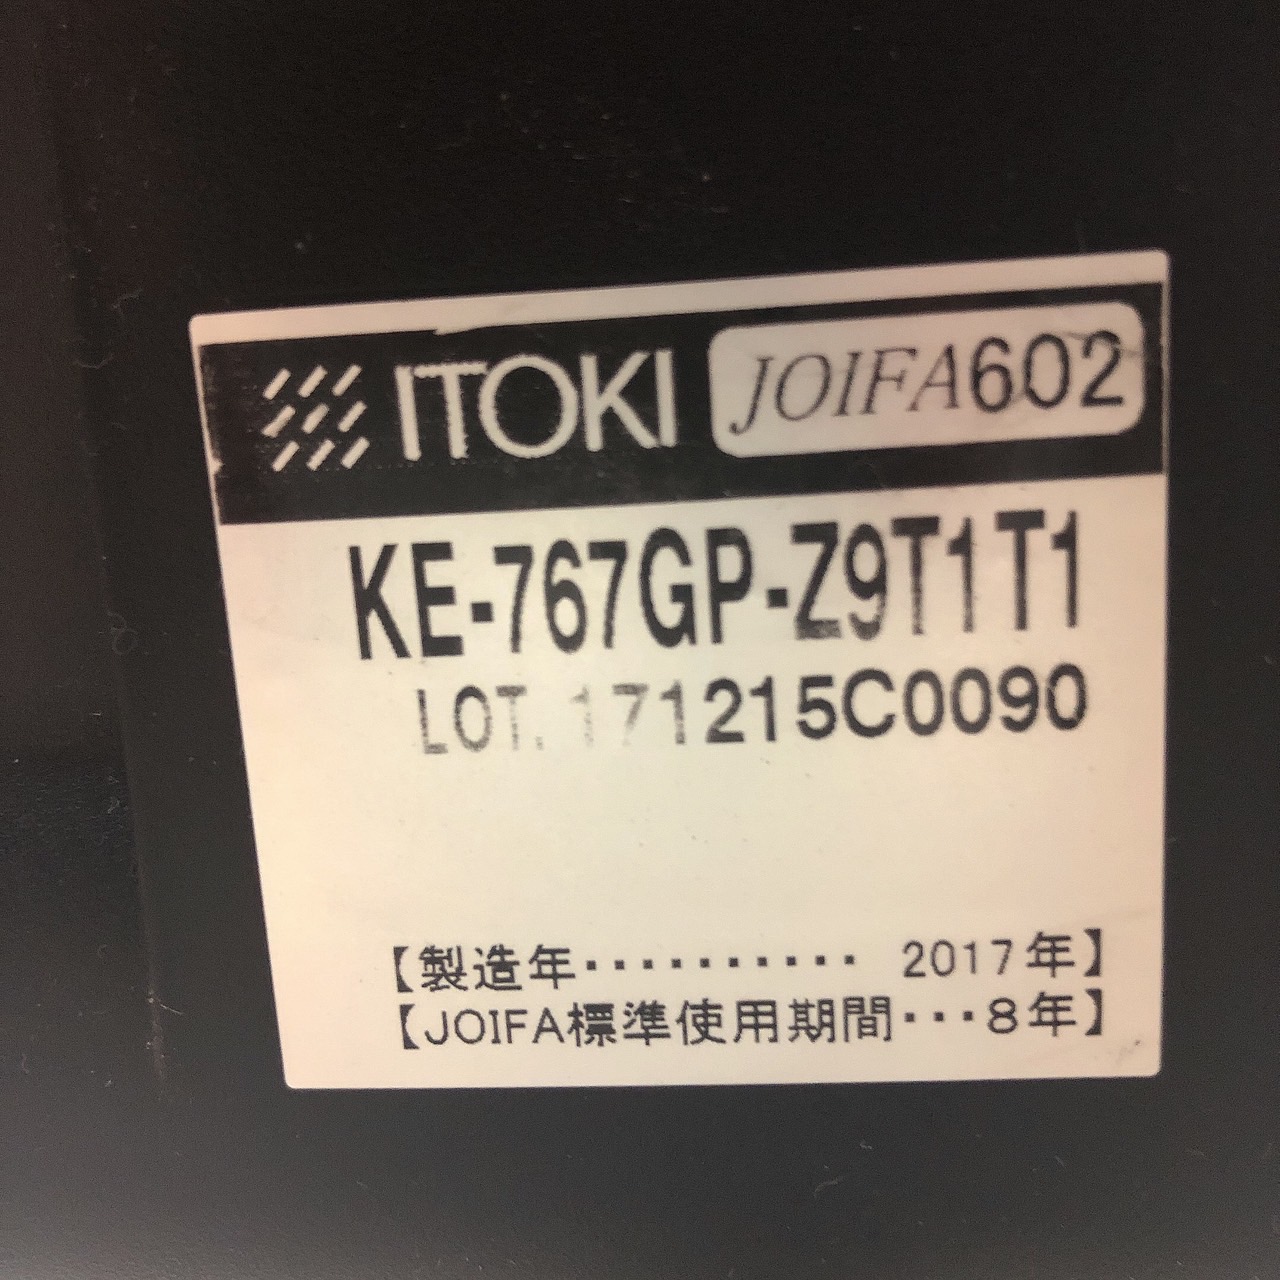 ITOKI JOIFA602
KE-767GP-Z9T1T1
LOT. 171215C0090
【製造年・・・・・・・・・・・ 2017年】
【JOIFA標準使用期間・・・8年】